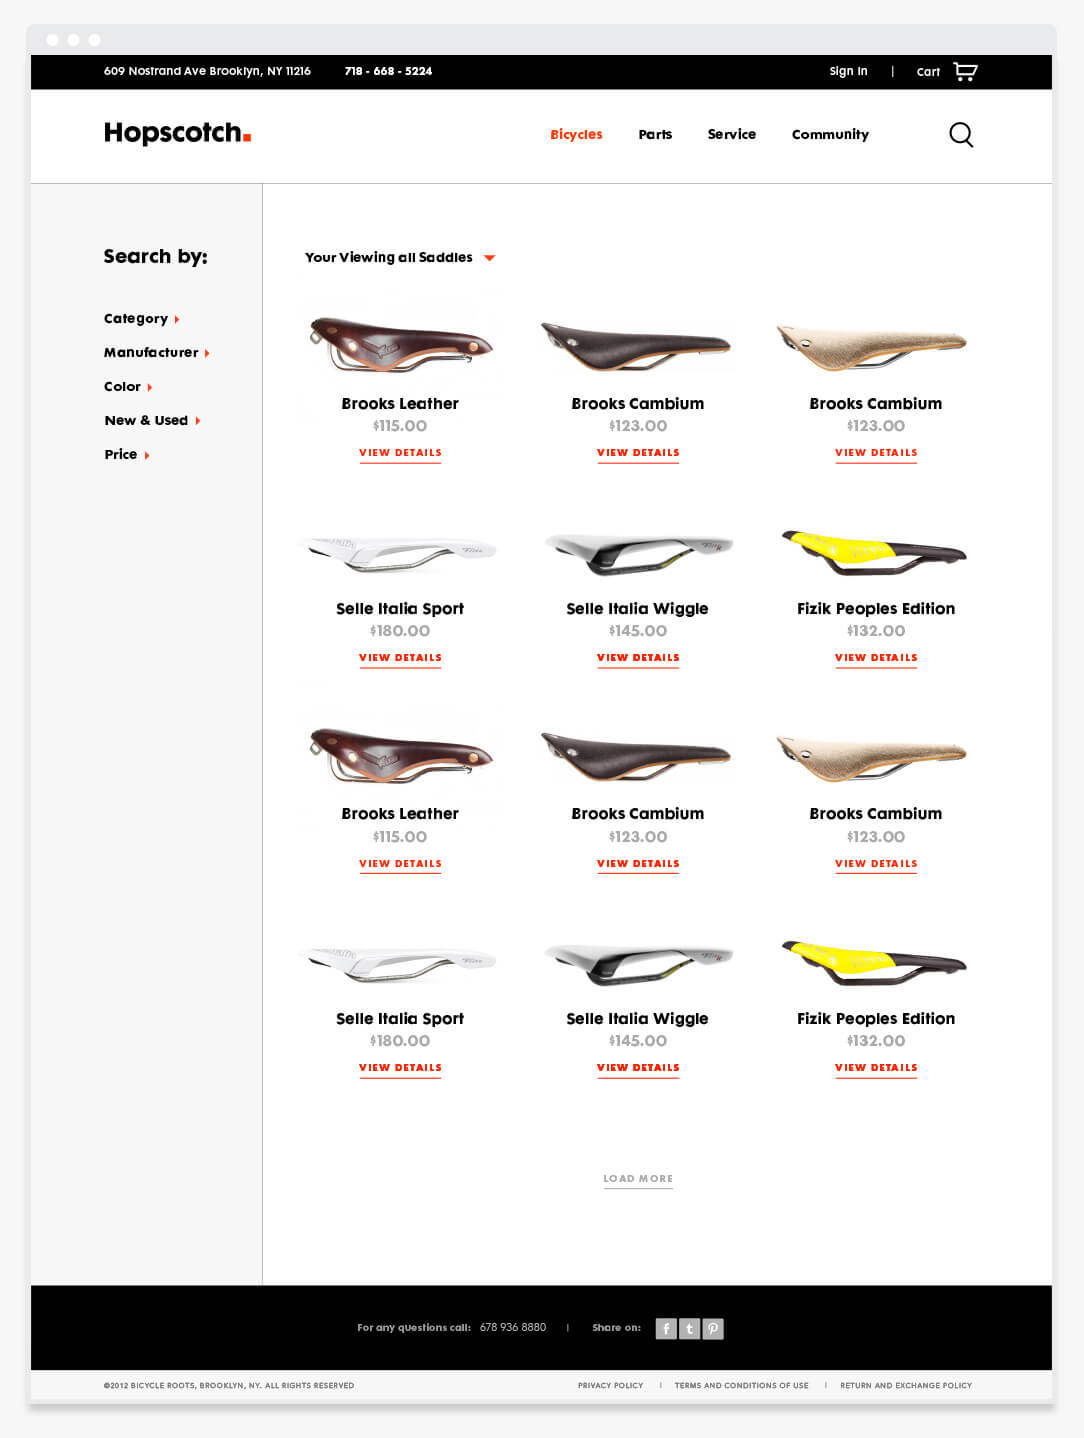 609 Nostrand Ave Brooklyn, NY 11216 718 - 668 - 5224 Sign In | Cart
Hopscotch.
Bicycles Parts Service Community
Search by:
Category
Manufacturer
Color
New & Used
Price
Your Viewing all Saddles
Brooks Leather Brooks Cambium Brooks Cambium
$115.00 $123.00 $123.00
VIEW DETAILS VIEW DETAILS VIEW DETAILS
Selle Italia Sport Selle Italia Wiggle Fizik Peoples Edition
$180.00 $145.00 $132.00
VIEW DETAILS VIEW DETAILS VIEW DETAILS
Brooks Leather Brooks Cambium Brooks Cambium
$115.00 $123.00 $123.00
VIEW DETAILS VIEW DETAILS VIEW DETAILS
Selle Italia Sport Selle Italia Wiggle Fizik Peoples Edition
$180.00 $145.00 $132.00
VIEW DETAILS VIEW DETAILS VIEW DETAILS
LOAD MORE
For any questions call: 678 936 8880 | Share on:
©2012 BICYCLE ROOTS, BROOKLYN, NY. ALL RIGHTS RESERVED PRIVACY POLICY | TERMS AND CONDITIONS OF USE | RETURN AND EXCHANGE POLICY